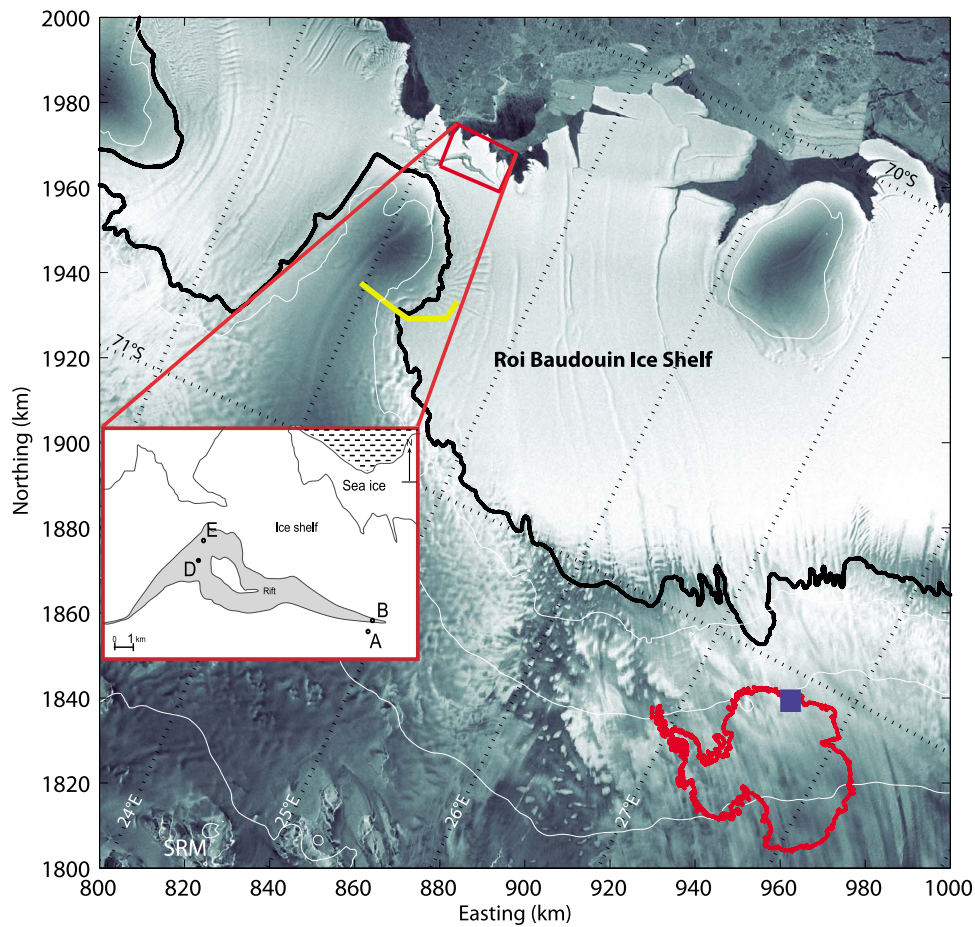 2000
1980
1960
1940
1920
1900
1880
1860
1840
1820
1800
Northing (km)
70°S
71°S
Roi Baudouin Ice Shelf
N
Sea ice
Ice shelf
E
D
Rift
B
A
0 1 km
24°E
25°E
26°E
27°E
SRM
800 820 840 860 880 900 920 940 960 980 1000
Easting (km)